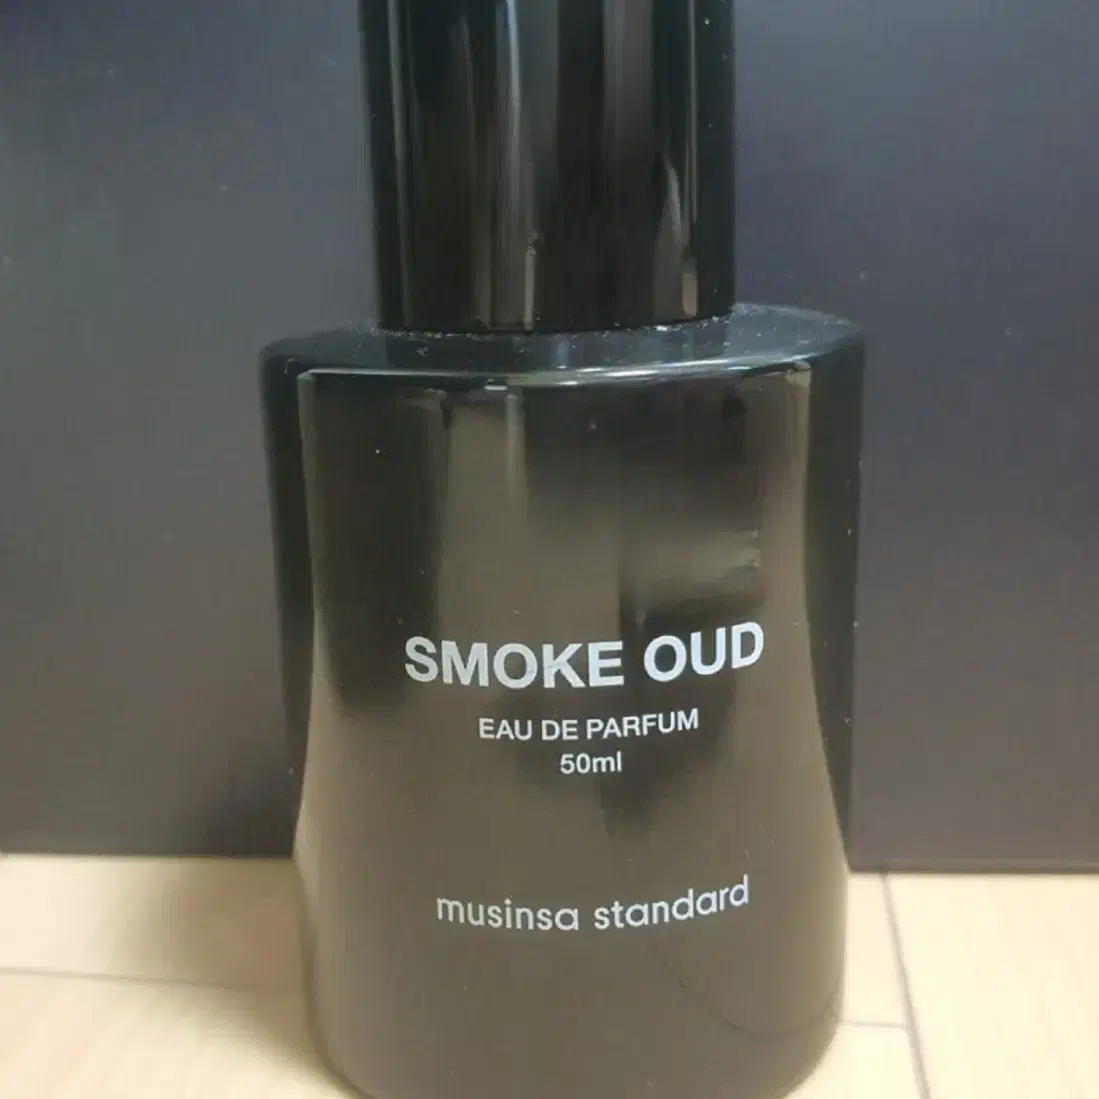 SMOKE OUD
EAU DE PARFUM
50ml
musinsa standard